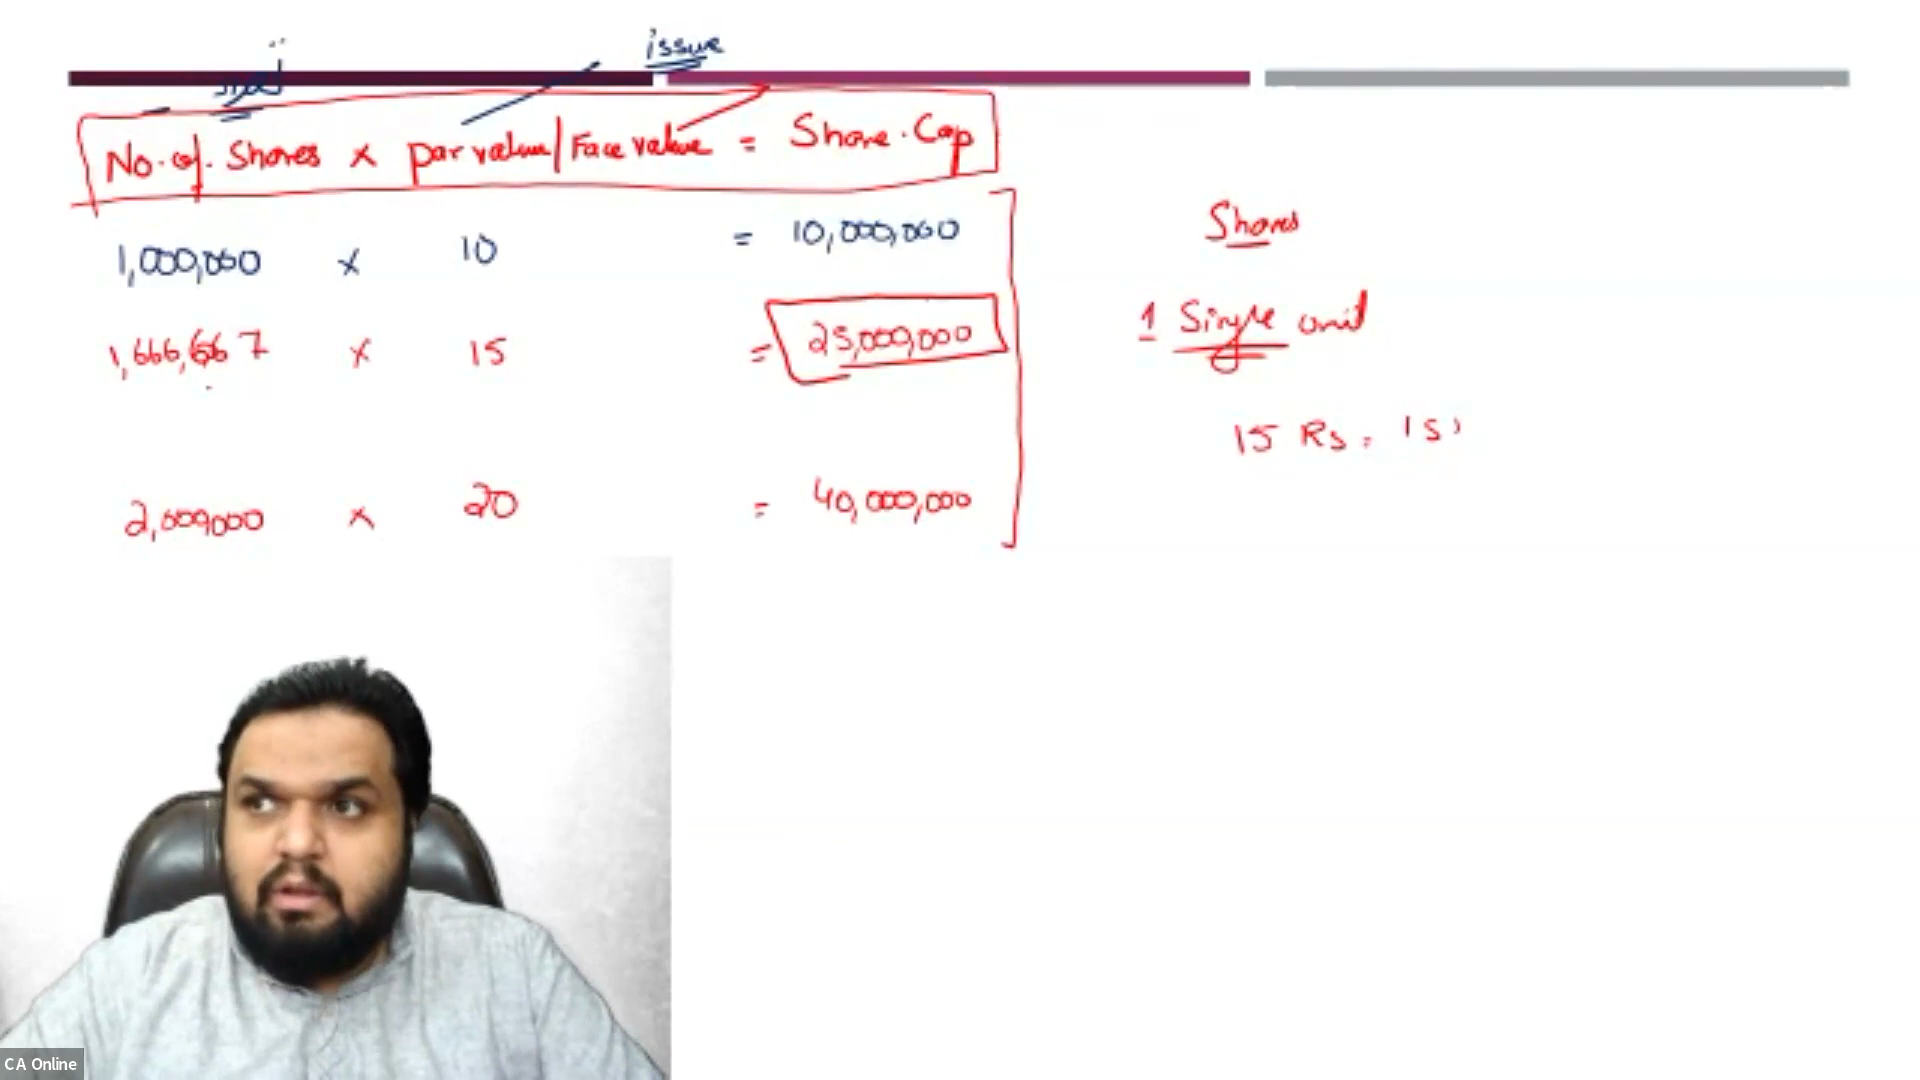 issue
No. of. Shares x par value/Face value = Share. Cap
1,000,000 x 10 = 10,000,000
1,666,667 x 15 = 25,000,000
2,000,000 x 20 = 40,000,000
Shares
1 Single unit
15 Rs.
CA Online